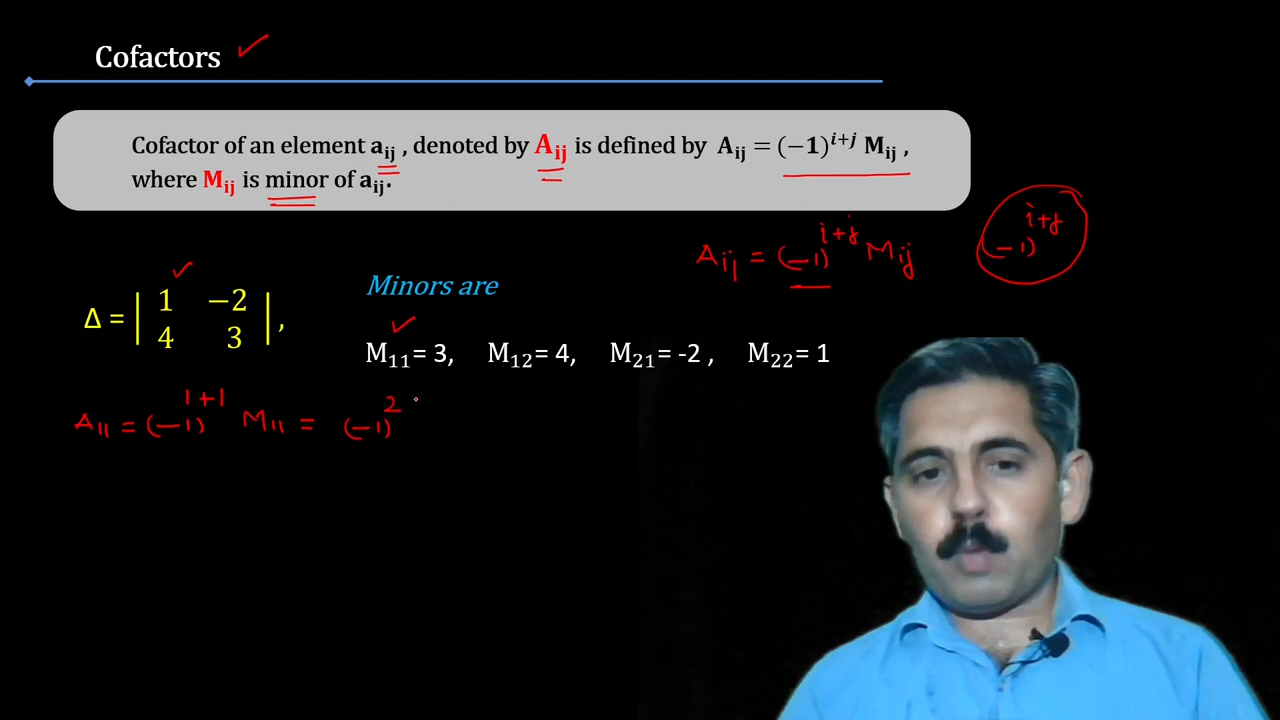 Cofactors
Cofactor of an element aᵢⱼ , denoted by Aᵢⱼ is defined by Aᵢⱼ = (−1)ⁱ⁺ʲ Mᵢⱼ ,
where Mᵢⱼ is minor of aᵢⱼ.
Aᵢⱼ = (−1)ⁱ⁺ʲ Mᵢⱼ
(−1)ⁱ⁺ʲ
Minors are
Δ = | 1 −2 |
| 4 3 | ,
M₁₁= 3, M₁₂= 4, M₂₁= -2 , M₂₂= 1
A₁₁ = (−1)¹⁺¹ M₁₁ = (−1)²